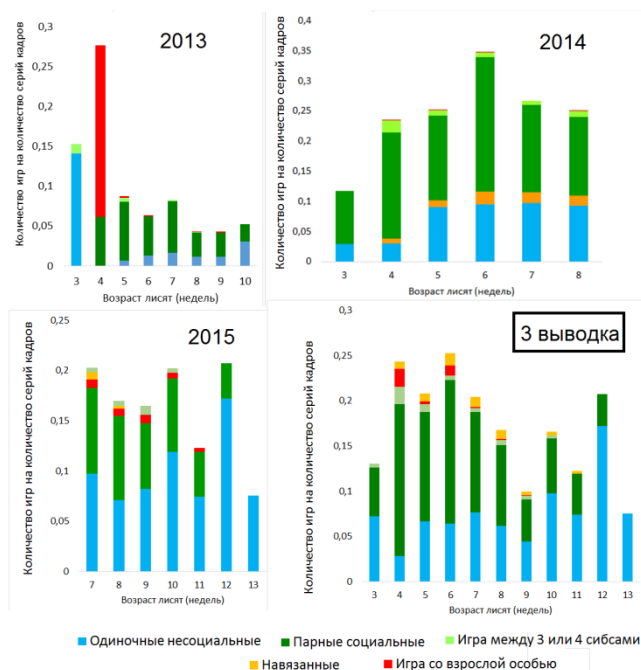 2013
Количество игр на количество серий кадров
0,3
0,25
0,2
0,15
0,1
0,05
0
3 4 5 6 7 8 9 10
Возраст лисят (недель)
2014
Количество игр на количество серий кадров
0,4
0,35
0,3
0,25
0,2
0,15
0,1
0,05
0
3 4 5 6 7 8
Возраст лисят (недель)
2015
Количество игр на количество серий кадров
0,25
0,2
0,15
0,1
0,05
0
7 8 9 10 11 12 13
Возраст лисят (недель)
3 выводка
Количество игр на количество серий кадров
0,3
0,25
0,2
0,15
0,1
0,05
0
3 4 5 6 7 8 9 10 11 12 13
Возраст лисят (недель)
Одиночные несоциальные Парные социальные Игра между 3 или 4 сибсами
Навязанные Игра со взрослой особью